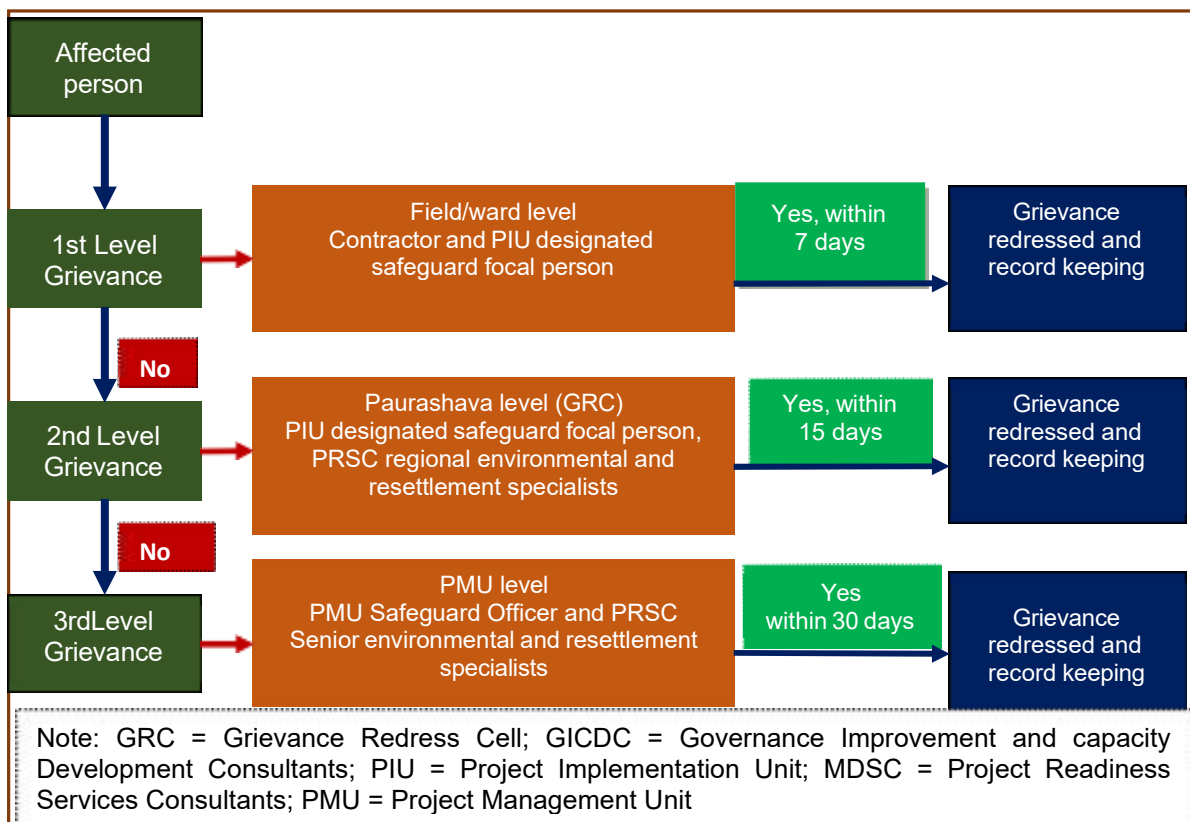 Affected
person
1st Level
Grievance
Field/ward level
Contractor and PIU designated
safeguard focal person
Yes, within
7 days
Grievance
redressed and
record keeping
No
2nd Level
Grievance
Paurashava level (GRC)
PIU designated safeguard focal person,
PRSC regional environmental and
resettlement specialists
Yes, within
15 days
Grievance
redressed and
record keeping
No
3rdLevel
Grievance
PMU level
PMU Safeguard Officer and PRSC
Senior environmental and resettlement
specialists
Yes
within 30 days
Grievance
redressed and
record keeping
Note: GRC = Grievance Redress Cell; GICDC = Governance Improvement and capacity
Development Consultants; PIU = Project Implementation Unit; MDSC = Project Readiness
Services Consultants; PMU = Project Management Unit